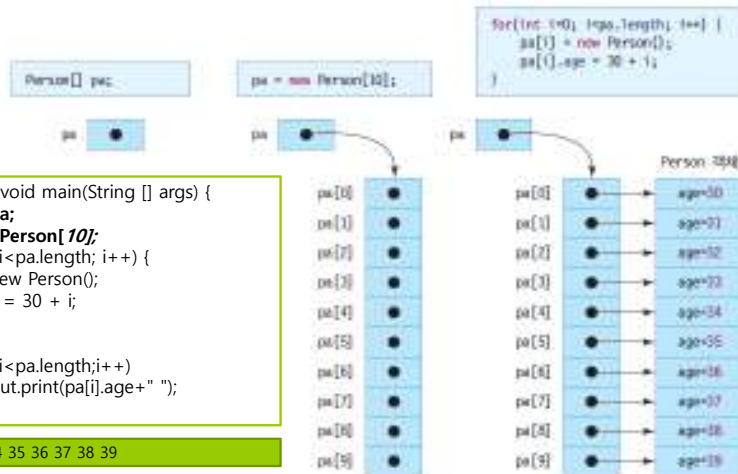 Person[] pa;
pa = new Person[10];
for(int i=0; i<pa.length; i++) {
pa[i] = new Person();
pa[i].age = 30 + i;
}
pa
pa
pa
Person 객체
void main(String [] args) {
a;
Person[10];
i<pa.length; i++) {
ew Person();
= 30 + i;
i<pa.length;i++)
ut.print(pa[i].age+" ");
4 35 36 37 38 39
pa[0]
pa[1]
pa[2]
pa[3]
pa[4]
pa[5]
pa[6]
pa[7]
pa[8]
pa[9]
pa[0] age=30
pa[1] age=31
pa[2] age=32
pa[3] age=33
pa[4] age=34
pa[5] age=35
pa[6] age=36
pa[7] age=37
pa[8] age=38
pa[9] age=39